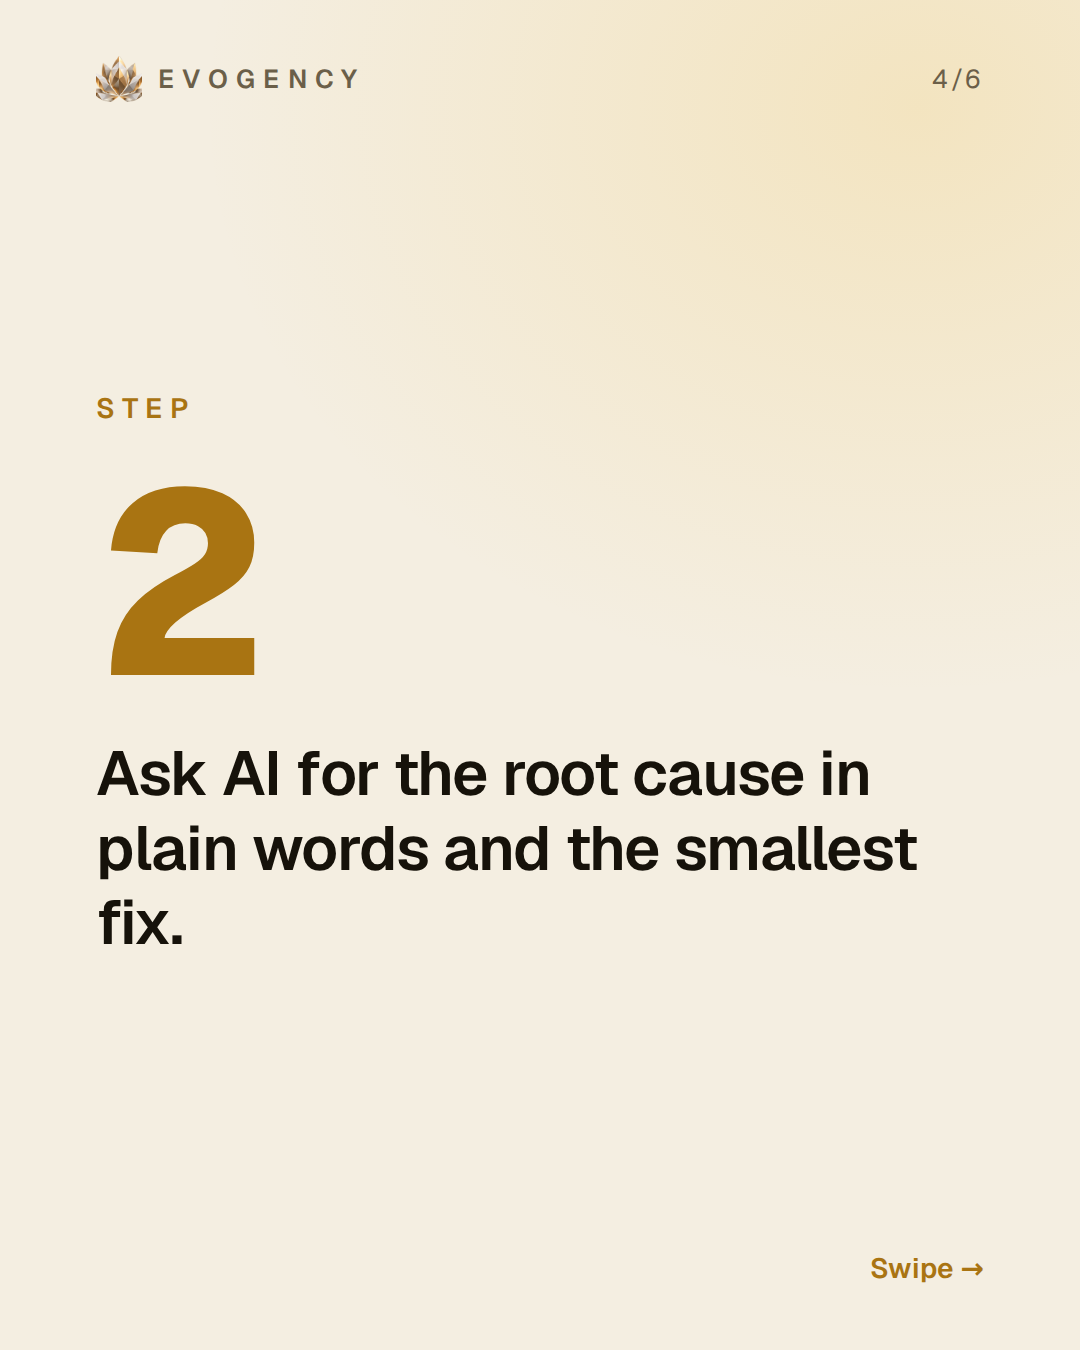 EVOGENCY
4/6
STEP
2
Ask AI for the root cause in
plain words and the smallest
fix.
Swipe →